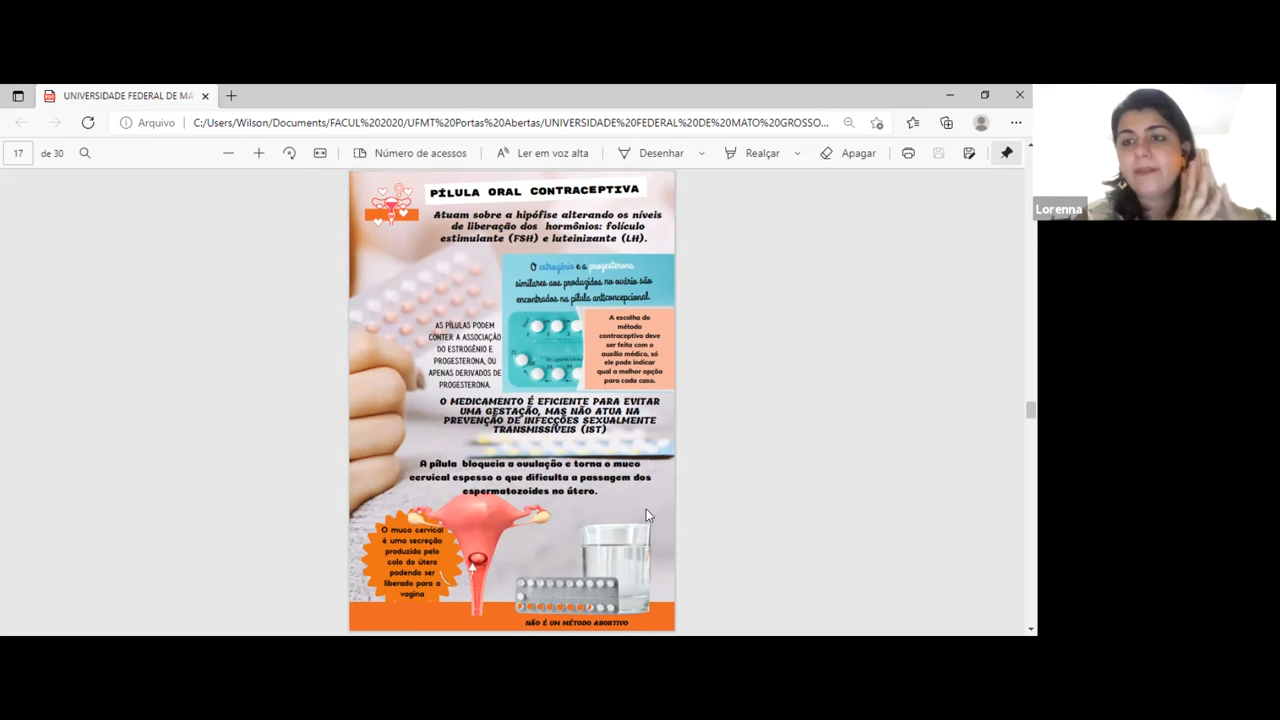 UNIVERSIDADE FEDERAL DE MA
Arquivo
C:/Users/Wilson/Documents/FACUL%202020/UFMT%20Portas%20Abertas/UNIVERSIDADE%20FEDERAL%20DE%20MATO%20GROSSO...
17 de 30
Número de acessos
Ler em voz alta
Desenhar
Realçar
Apagar
Lorenna
PÍLULA ORAL CONTRACEPTIVA
Atuam sobre a hipófise alterando os níveis
de liberação dos hormônios: folículo
estimulante (FSH) e luteinizante (LH).
O estrogênio e a progesterona
similares aos produzidos no ovário são
encontrados na pílula anticoncepcional.
AS PÍLULAS PODEM
CONTER A ASSOCIAÇÃO
DO ESTROGÊNIO E
PROGESTERONA, OU
APENAS DERIVADOS DE
PROGESTERONA.
A escolha do
método
contraceptivo deve
ser feita com o
auxílio médico, só
ele pode indicar
qual a melhor opção
para cada caso.
O MEDICAMENTO É EFICIENTE PARA EVITAR
UMA GESTAÇÃO, MAS NÃO ATUA NA
PREVENÇÃO DE INFECÇÕES SEXUALMENTE
TRANSMISSÍVEIS (IST)
A pílula bloqueia a ovulação e torna o muco
cervical espesso o que dificulta a passagem dos
espermatozoides no útero.
O muco cervical
é uma secreção
produzida pelo
colo do útero
podendo ser
liberado para a
vagina
NÃO É UM MÉTODO ABORTIVO